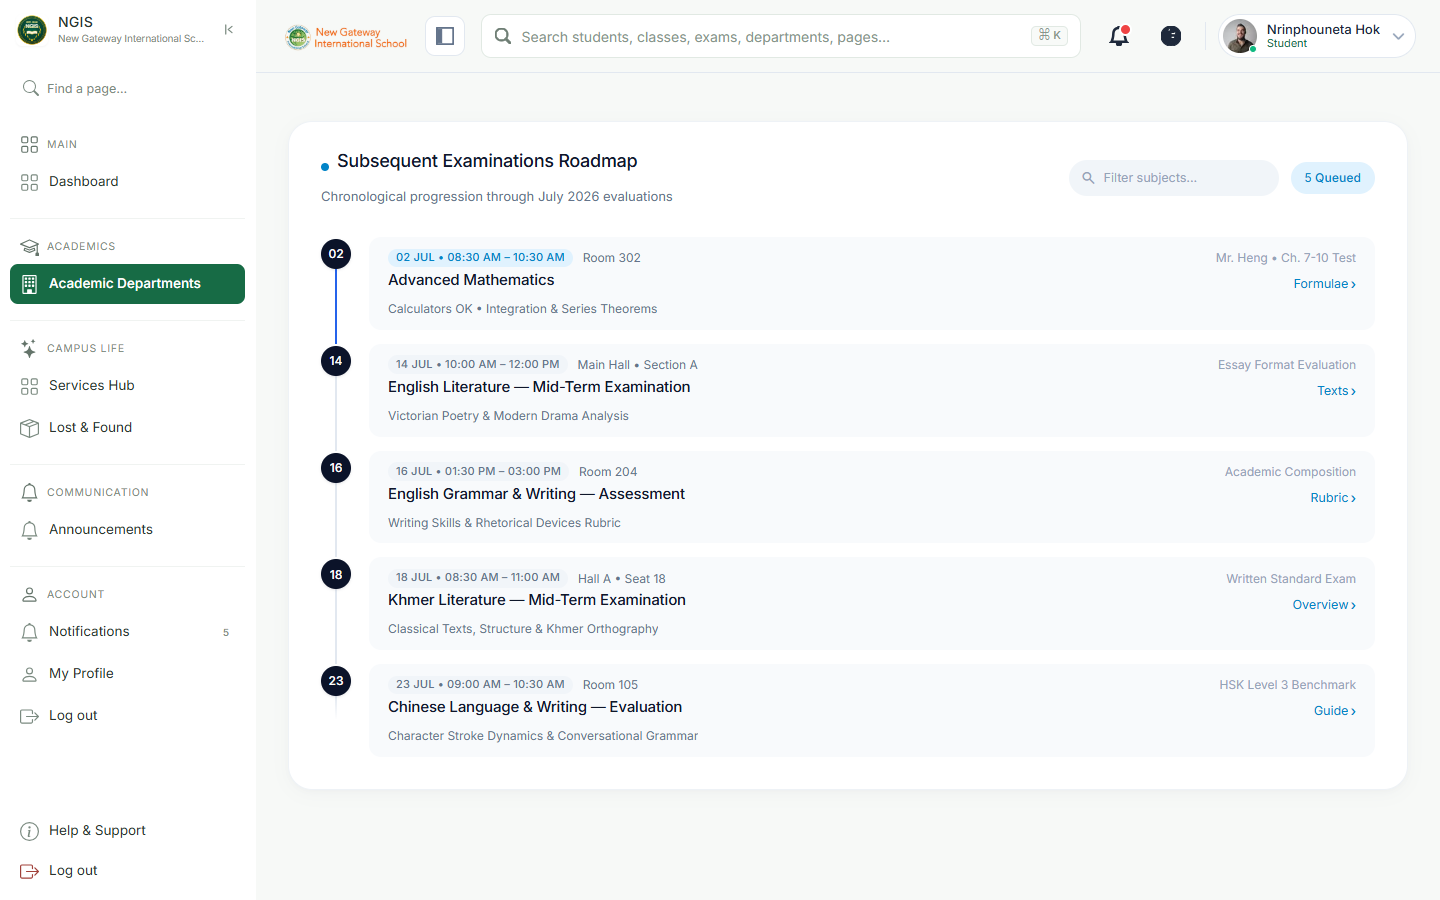 NGIS
New Gateway International Sc...
Find a page...
MAIN
Dashboard
ACADEMICS
Academic Departments
CAMPUS LIFE
Services Hub
Lost & Found
COMMUNICATION
Announcements
ACCOUNT
Notifications 5
My Profile
Log out
Help & Support
Log out
New Gateway
International School
Search students, classes, exams, departments, pages...
⌘ K
Nrinphouneta Hok
Student
Subsequent Examinations Roadmap
Chronological progression through July 2026 evaluations
Filter subjects...
5 Queued
02
02 JUL • 08:30 AM – 10:30 AM Room 302
Advanced Mathematics
Calculators OK • Integration & Series Theorems
Mr. Heng • Ch. 7-10 Test
Formulae ›
14
14 JUL • 10:00 AM – 12:00 PM Main Hall • Section A
English Literature — Mid-Term Examination
Victorian Poetry & Modern Drama Analysis
Essay Format Evaluation
Texts ›
16
16 JUL • 01:30 PM – 03:00 PM Room 204
English Grammar & Writing — Assessment
Writing Skills & Rhetorical Devices Rubric
Academic Composition
Rubric ›
18
18 JUL • 08:30 AM – 11:00 AM Hall A • Seat 18
Khmer Literature — Mid-Term Examination
Classical Texts, Structure & Khmer Orthography
Written Standard Exam
Overview ›
23
23 JUL • 09:00 AM – 10:30 AM Room 105
Chinese Language & Writing — Evaluation
Character Stroke Dynamics & Conversational Grammar
HSK Level 3 Benchmark
Guide ›